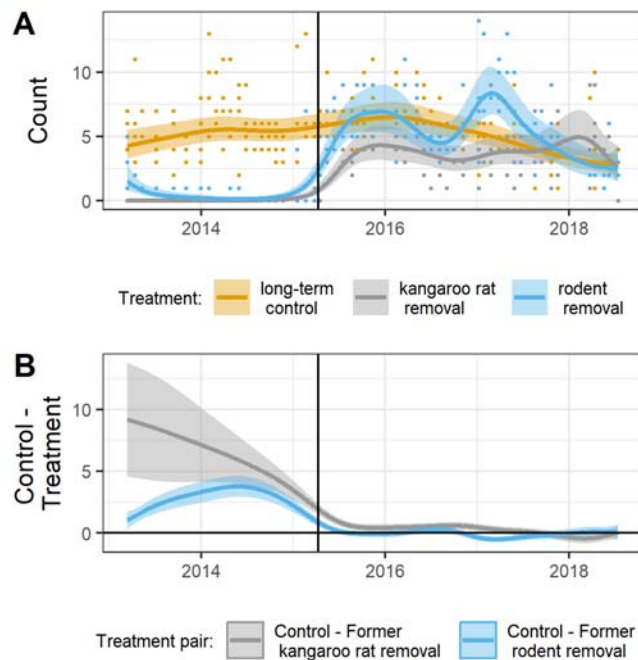 A
Count
10
5
0
2014 2016 2018
Treatment:
long-term
control
kangaroo rat
removal
rodent
removal
B
Control -
Treatment
10
5
0
2014 2016 2018
Treatment pair:
Control - Former
kangaroo rat removal
Control - Former
rodent removal